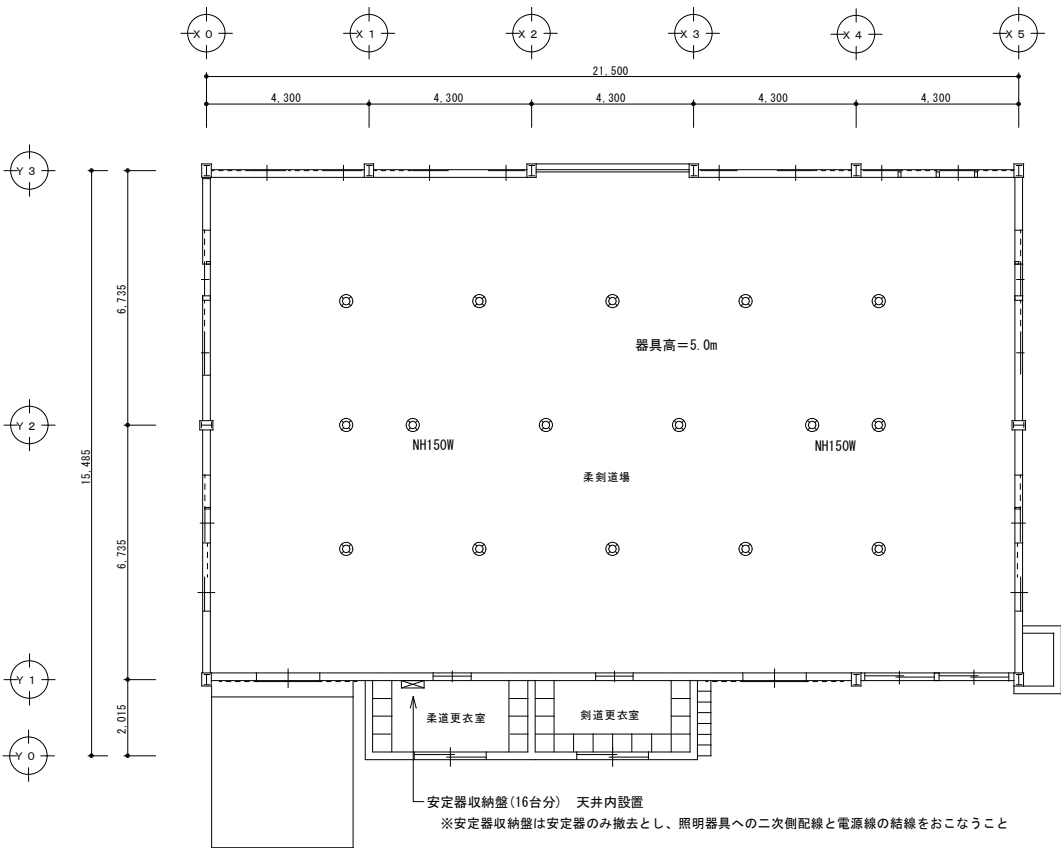 X0 X1 X2 X3 X4 X5
21,500
4,300 4,300 4,300 4,300 4,300
Y3
6,735
器具高=5.0m
Y2
NH150W NH150W
15,485
柔剣道場
6,735
Y1
2,015
柔道更衣室 剣道更衣室
Y0
安定器収納盤(16台分) 天井内設置
※安定器収納盤は安定器のみ撤去とし、照明器具への二次側配線と電源線の結線をおこなうこと